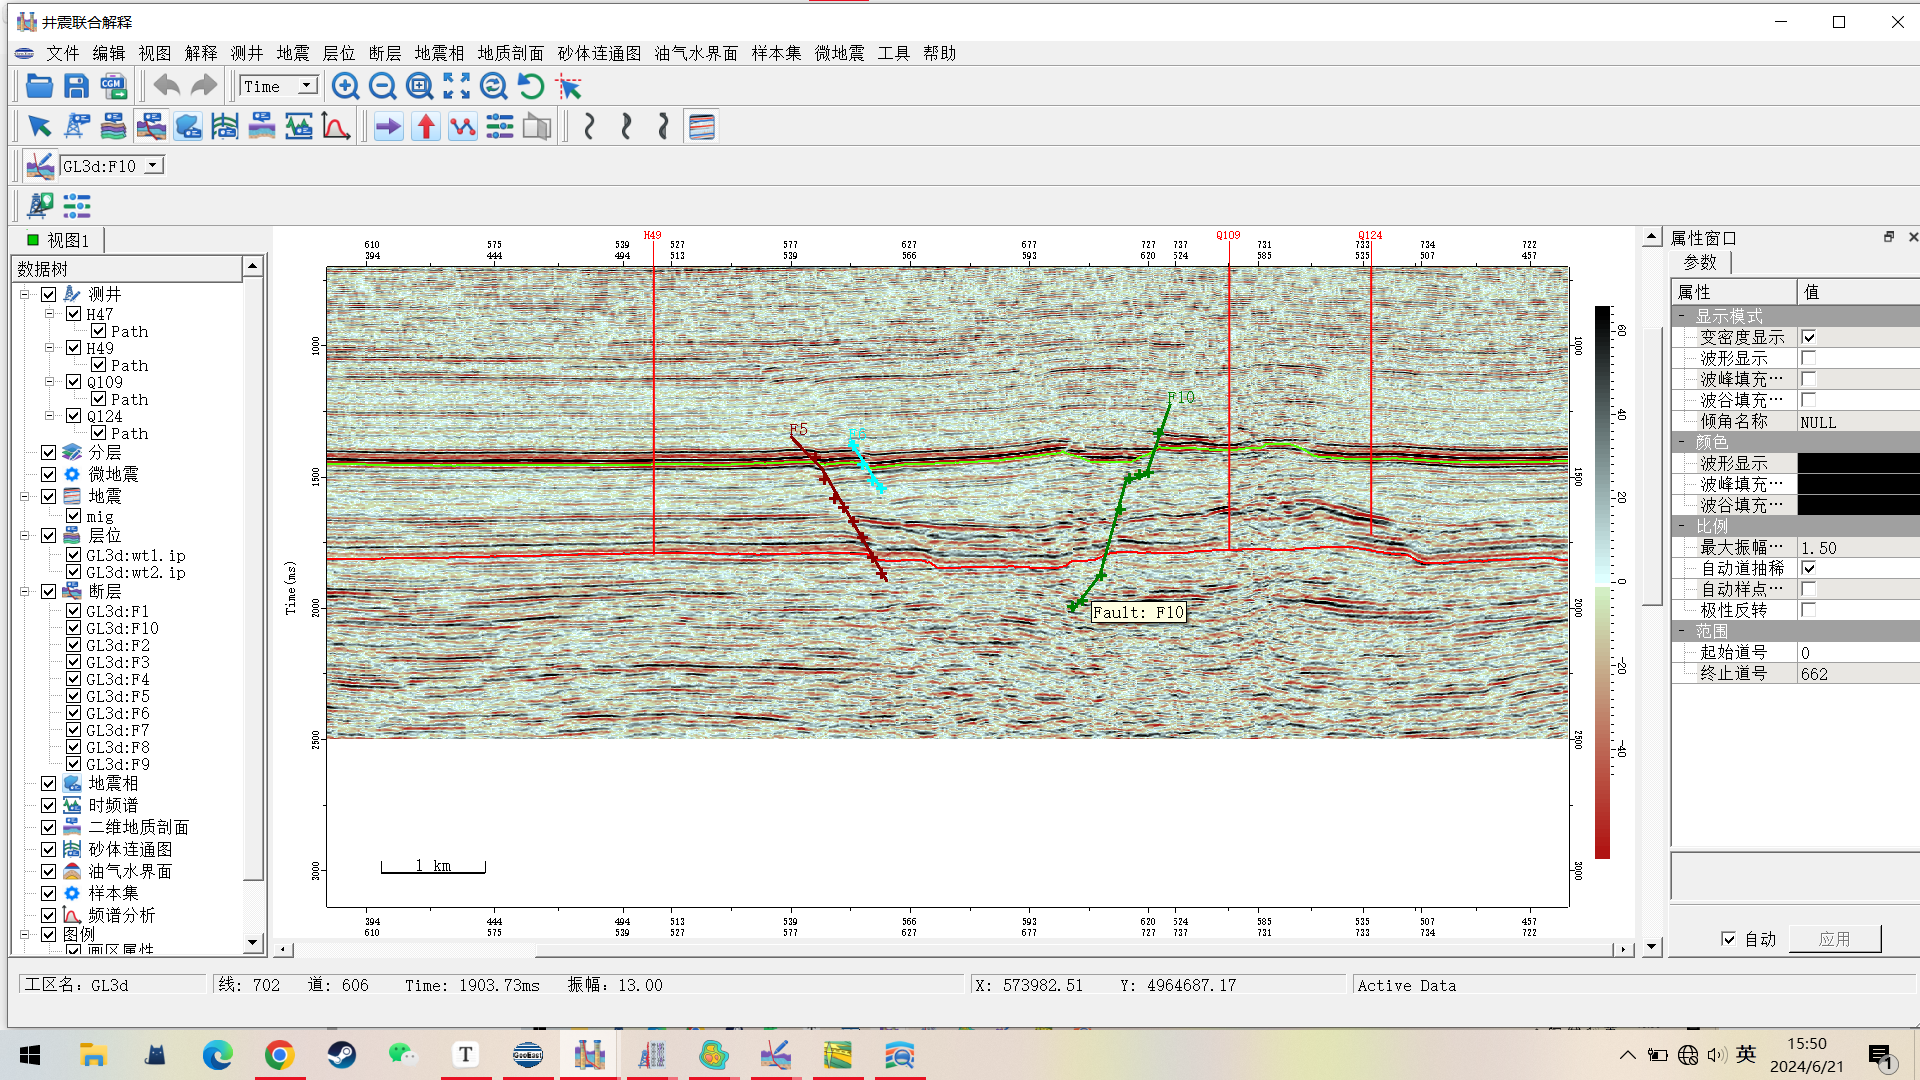 井震联合解释
文件 编辑 视图 解释 测井 地震 层位 断层 地震相 地质剖面 砂体连通图 油气水界面 样本集 微地震 工具 帮助
CGM
Time
GL3d:F10
视图1
数据树
测井
H47
Path
H49
Path
Q109
Path
Q124
Path
分层
微地震
地震
mig
层位
GL3d:wt1.ip
GL3d:wt2.ip
断层
GL3d:F1
GL3d:F10
GL3d:F2
GL3d:F3
GL3d:F4
GL3d:F5
GL3d:F6
GL3d:F7
GL3d:F8
GL3d:F9
地震相
时频谱
二维地质剖面
砂体连通图
油气水界面
样本集
频谱分析
图例
画区属性
H49 Q109 Q124
610 575 539 527 577 627 677 727 737 731 733 734 722
394 444 494 513 539 566 593 620 524 585 535 507 457
1000 1000
F10
F5
1500 1500
Time(ms)
2000 2000
Fault: F10
2500 2500
1 km
3000 3000
394 444 494 513 539 566 593 620 524 585 535 507 457
610 575 539 527 577 627 677 727 737 731 733 734 722
60
40
20
0
-20
-40
属性窗口
参数
属性 值
- 显示模式
变密度显示
波形显示
波峰填充…
波谷填充…
倾角名称 NULL
- 颜色
波形显示
波峰填充…
波谷填充…
- 比例
最大振幅… 1.50
自动道抽稀
自动样点…
极性反转
- 范围
起始道号 0
终止道号 662
自动 应用
工区名: GL3d 线: 702 道: 606 Time: 1903.73ms 振幅: 13.00 X: 573982.51 Y: 4964687.17 Active Data
T
GeoEast
英
15:50
2024/6/21
1